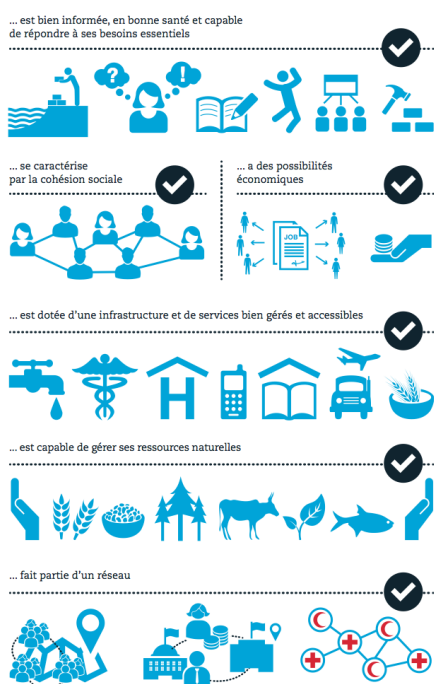 ... est bien informée, en bonne santé et capable
de répondre à ses besoins essentiels
... se caractérise
par la cohésion sociale
... a des possibilités
économiques
JOB
... est dotée d'une infrastructure et de services bien gérés et accessibles
H
... est capable de gérer ses ressources naturelles
... fait partie d'un réseau